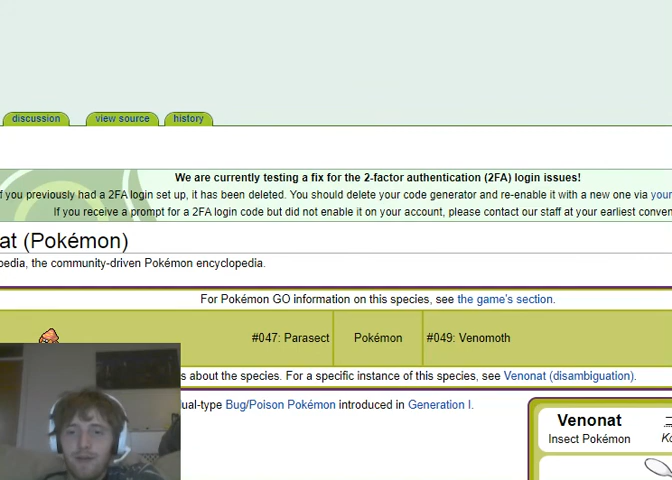 discussion view source history
We are currently testing a fix for the 2-factor authentication (2FA) login issues!
f you previously had a 2FA login set up, it has been deleted. You should delete your code generator and re-enable it with a new one via your
If you receive a prompt for a 2FA login code but did not enable it on your account, please contact our staff at your earliest conven
at (Pokémon)
pedia, the community-driven Pokémon encyclopedia.
For Pokémon GO information on this species, see the game's section.
#047: Parasect Pokémon #049: Venomoth
s about the species. For a specific instance of this species, see Venonat (disambiguation).
ual-type Bug/Poison Pokémon introduced in Generation I.
Venonat
Insect Pokémon